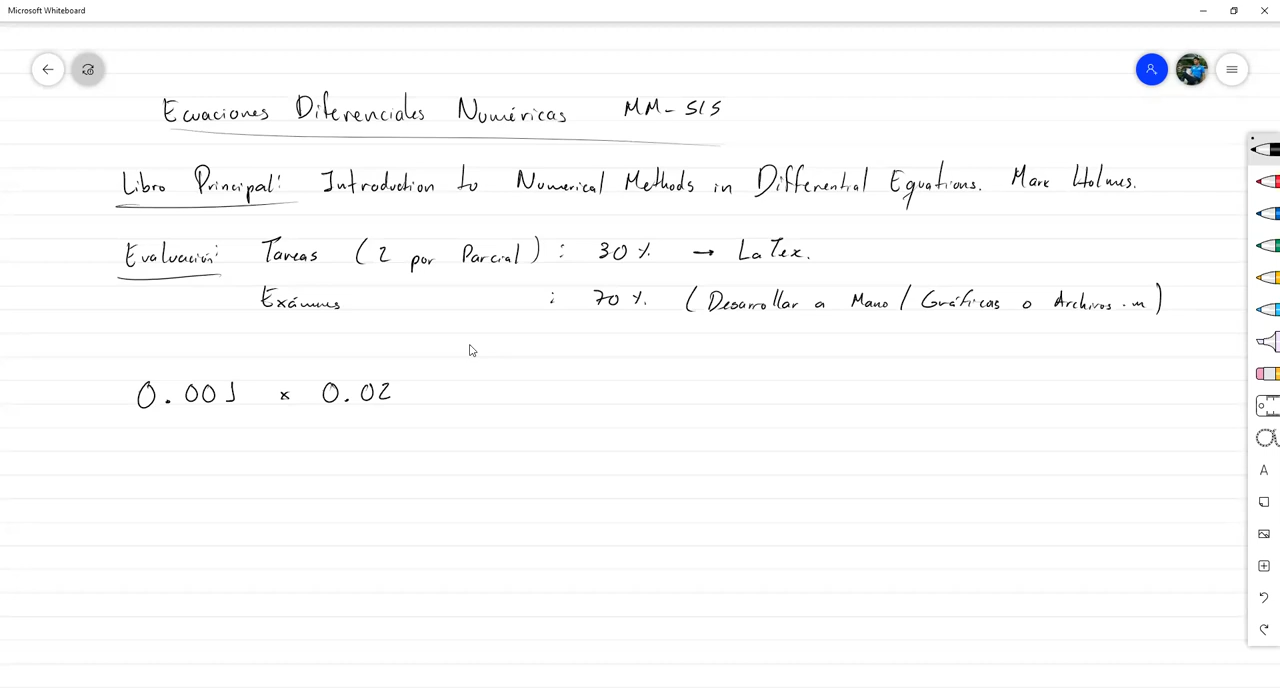 Microsoft Whiteboard
Ecuaciones Diferenciales Numéricas MM-515
Libro Principal: Introduction to Numerical Methods in Differential Equations. Mark Holmes.
Evaluación: Tareas (2 por Parcial) : 30 % → LaTex.
Exámenes : 70 %. (Desarrollar a Mano / Gráficas o Archivos .m)
0.001 × 0.02
A